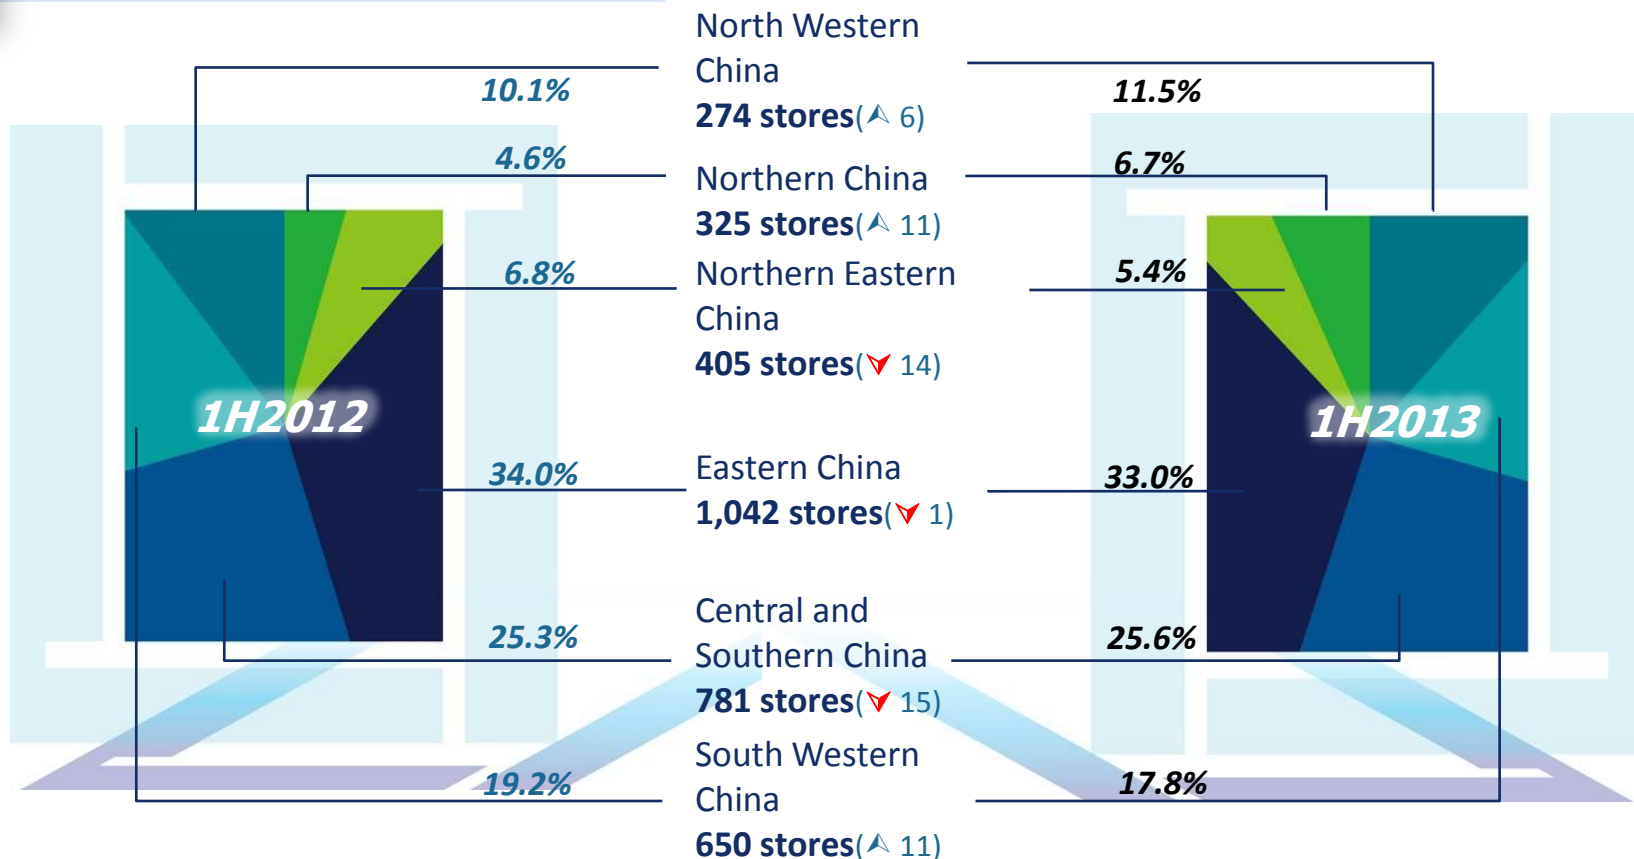 North Western
China
10.1%
11.5%
274 stores(⮝ 6)
4.6%
6.7%
Northern China
325 stores(⮝ 11)
6.8%
Northern Eastern
5.4%
China
405 stores(⮟ 14)
1H2012
1H2013
34.0%
Eastern China
33.0%
1,042 stores(⮟ 1)
Central and
25.3%
Southern China
25.6%
781 stores(⮟ 15)
South Western
19.2%
China
17.8%
650 stores(⮝ 11)